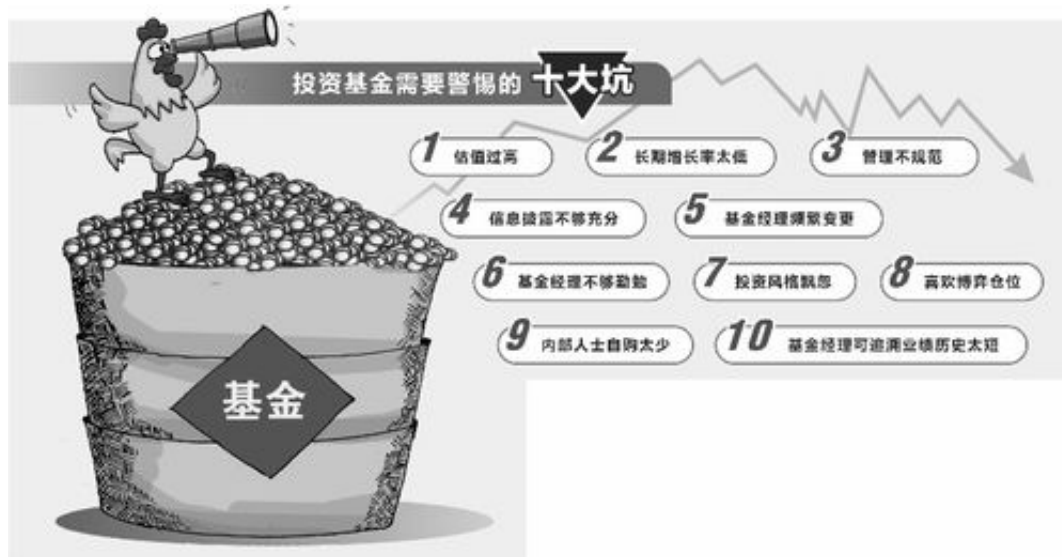 投资基金需要警惕的 十大坑
1 估值过高
2 长期增长率太低
3 管理不规范
4 信息披露不够充分
5 基金经理频繁变更
6 基金经理不够勤勉
7 投资风格飘忽
8 喜欢博弈仓位
9 内部人士自购太少
10 基金经理可追溯业绩历史太短
基金